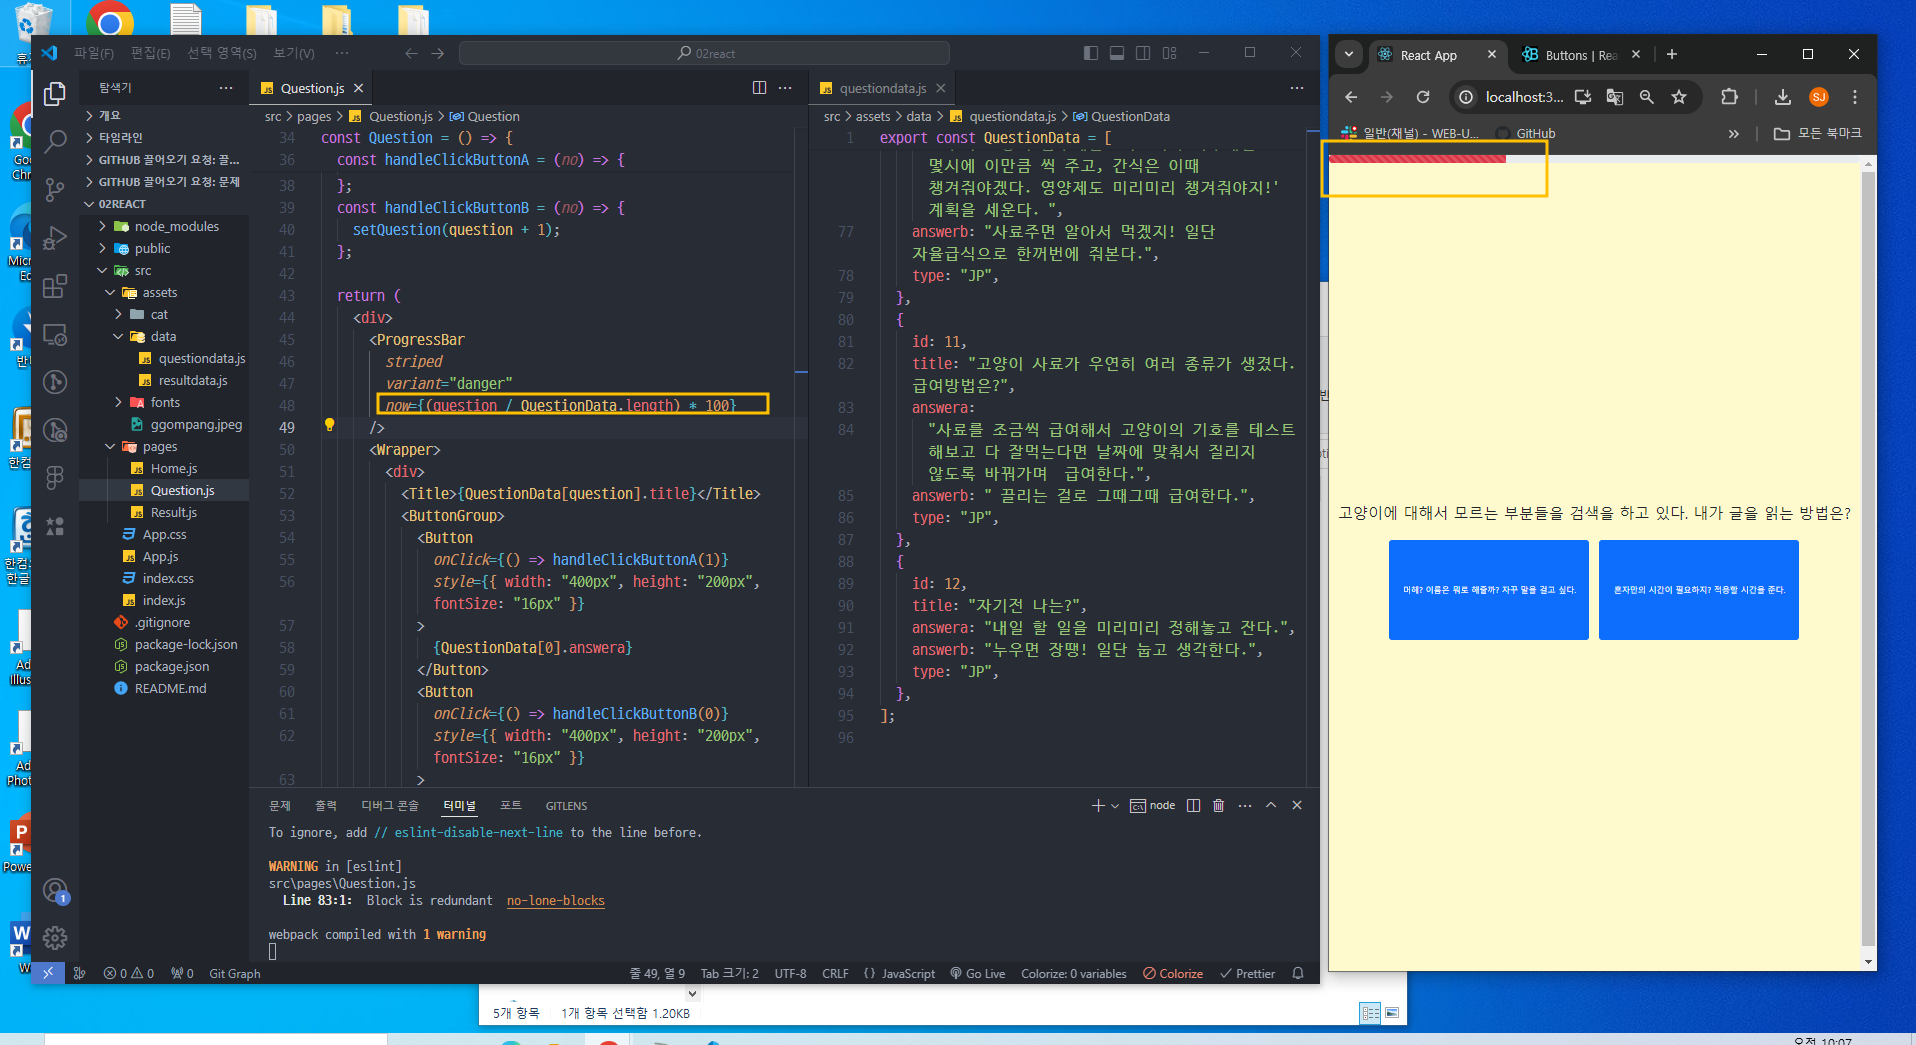 파일(F) 편집(E) 선택 영역(S) 보기(V) ···
02react
탐색기
개요
타임라인
GITHUB 끌어오기 요청: 끌...
GITHUB 끌어오기 요청: 문제
02REACT
node_modules
public
src
assets
cat
data
questiondata.js
resultdata.js
fonts
ggompang.jpeg
pages
Home.js
Question.js
Result.js
App.css
App.js
index.css
index.js
.gitignore
package-lock.json
package.json
README.md
Question.js
src > pages > Question.js > Question
34 const Question = () => {
36 const handleClickButtonA = (no) => {
38 };
39 const handleClickButtonB = (no) => {
40 setQuestion(question + 1);
41 };
42
43 return (
44 <div>
45 <ProgressBar
46 striped
47 variant="danger"
48 now={(question / QuestionData.length) * 100}
49 />
50 <Wrapper>
51 <div>
52 <Title>{QuestionData[question].title}</Title>
53 <ButtonGroup>
54 <Button
55 onClick={() => handleClickButtonA(1)}
56 style={{ width: "400px", height: "200px",
fontSize: "16px" }}
57 >
58 {QuestionData[0].answera}
59 </Button>
60 <Button
61 onClick={() => handleClickButtonB(0)}
62 style={{ width: "400px", height: "200px",
fontSize: "16px" }}
63 >
questiondata.js
src > assets > data > questiondata.js > QuestionData
1 export const QuestionData = [
몇시에 이만큼 씩 주고, 간식은 이때
챙겨줘야겠다. 영양제도 미리미리 챙겨줘야지!'
계획을 세운다. ",
77 answerb: "사료주면 알아서 먹겠지! 일단
자율급식으로 한꺼번에 줘본다.",
78 type: "JP",
79 },
80 {
81 id: 11,
82 title: "고양이 사료가 우연히 여러 종류가 생겼다.
급여방법은?",
83 answera:
84 "사료를 조금씩 급여해서 고양이의 기호를 테스트
해보고 다 잘먹는다면 날짜에 맞춰서 질리지
않도록 바꿔가며  급여한다.",
85 answerb: " 끌리는 걸로 그때그때 급여한다.",
86 type: "JP",
87 },
88 {
89 id: 12,
90 title: "자기전 나는?",
91 answera: "내일 할 일을 미리미리 정해놓고 잔다.",
92 answerb: "누우면 장땡! 일단 눕고 생각한다.",
93 type: "JP",
94 },
95 ];
96
문제 출력 디버그 콘솔 터미널 포트 GITLENS
node
To ignore, add // eslint-disable-next-line to the line before.
WARNING in [eslint]
src\pages\Question.js
Line 83:1: Block is redundant no-lone-blocks
webpack compiled with 1 warning
0 0 0 Git Graph
줄 49, 열 9 Tab 크기: 2 UTF-8 CRLF {} JavaScript Go Live Colorize: 0 variables Colorize Prettier
React App
Buttons | Rea
localhost:3...
SJ
일반(채널) - WEB-U...
GitHub
모든 북마크
고양이에 대해서 모르는 부분들을 검색을 하고 있다. 내가 글을 읽는 방법은?
머해? 이름은 뭐로 해줄까? 자꾸 말을 걸고 싶다.
혼자만의 시간이 필요하지? 적응할 시간을 준다.
5개 항목 1개 항목 선택함 1.20KB
오전 10:07